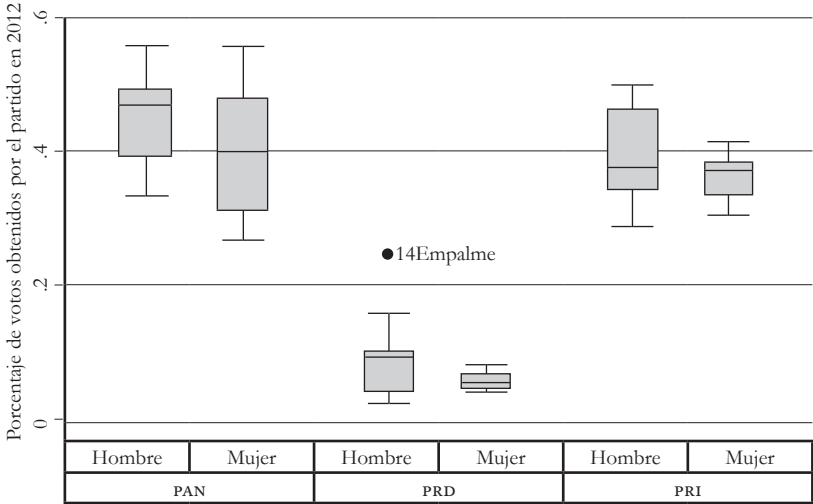 Porcentaje de votos obtenidos por el partido en 2012
.6
.4
.2
0
14Empalme
Hombre Mujer Hombre Mujer Hombre Mujer
PAN PRD PRI